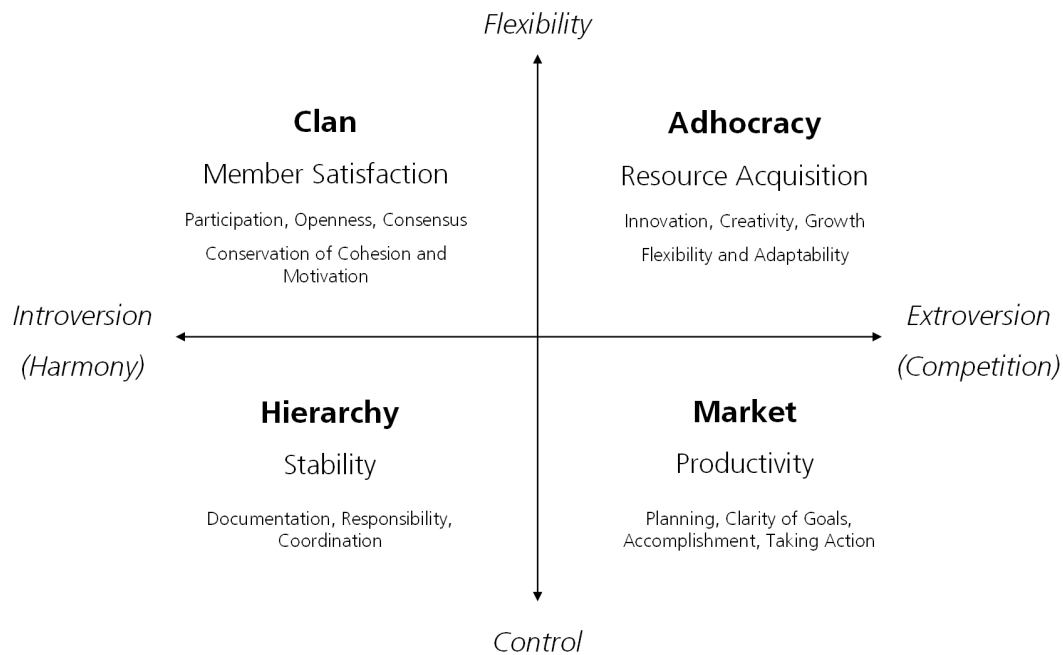 Flexibility
Clan
Member Satisfaction
Participation, Openness, Consensus
Conservation of Cohesion and
Motivation
Adhocracy
Resource Acquisition
Innovation, Creativity, Growth
Flexibility and Adaptability
Introversion
(Harmony)
Extroversion
(Competition)
Hierarchy
Stability
Documentation, Responsibility,
Coordination
Market
Productivity
Planning, Clarity of Goals,
Accomplishment, Taking Action
Control